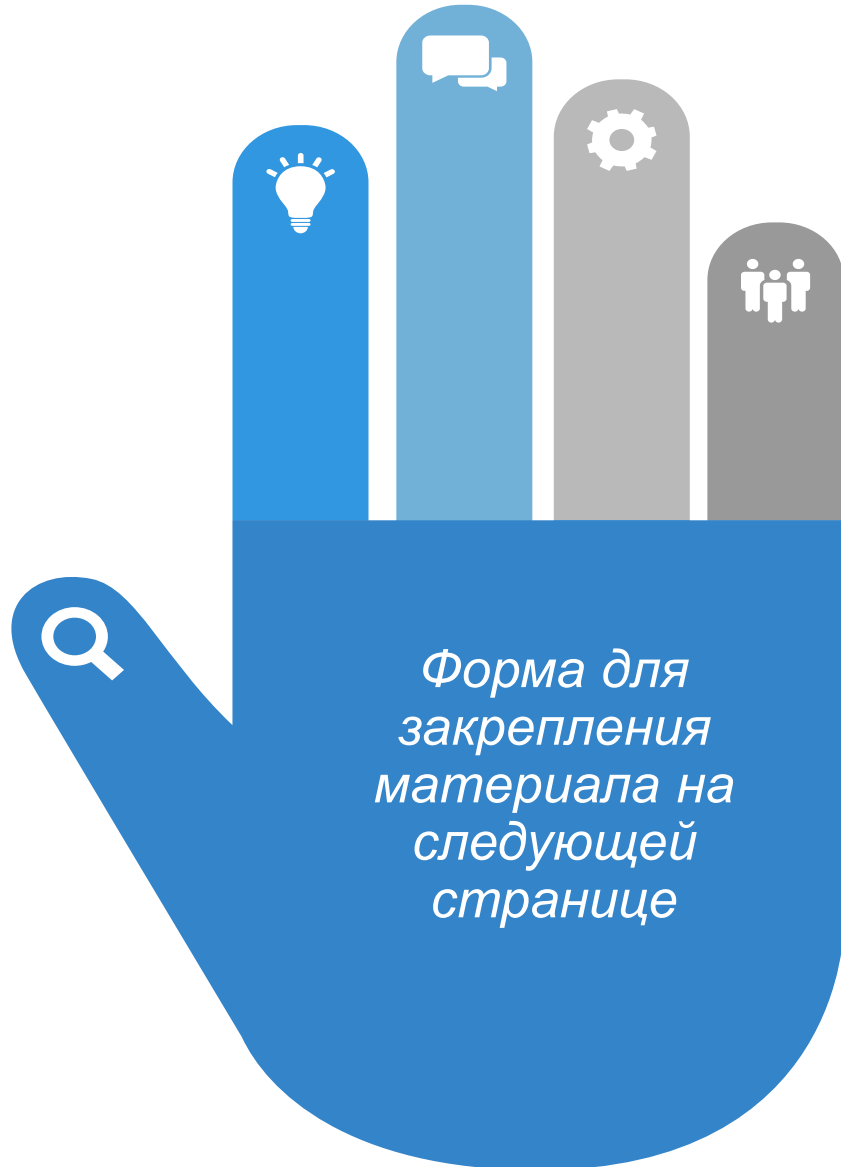 Форма для
закрепления
материала на
следующей
странице